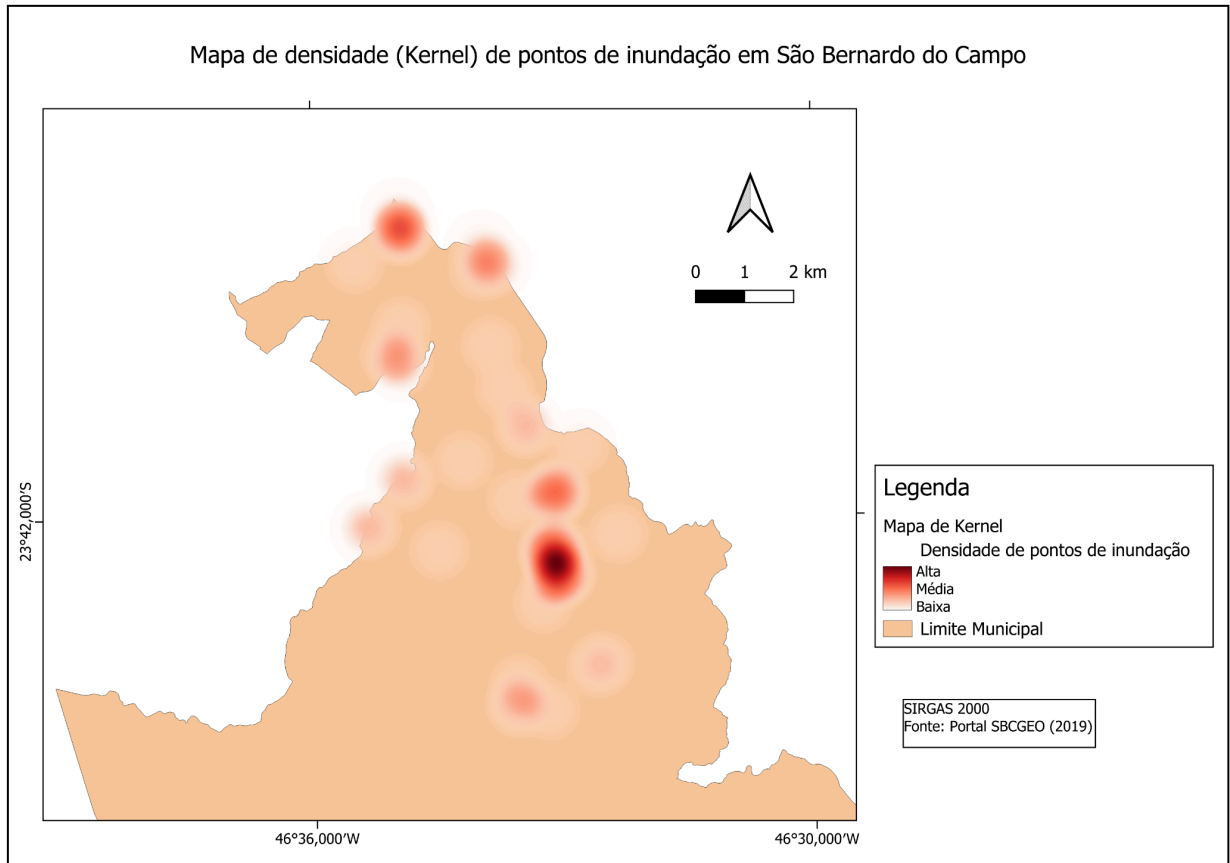 Mapa de densidade (Kernel) de pontos de inundação em São Bernardo do Campo
0 1 2 km
23°42,000'S
Legenda
Mapa de Kernel
Densidade de pontos de inundação
Alta
Média
Baixa
Limite Municipal
SIRGAS 2000
Fonte: Portal SBCGEO (2019)
46°36,000'W
46°30,000'W